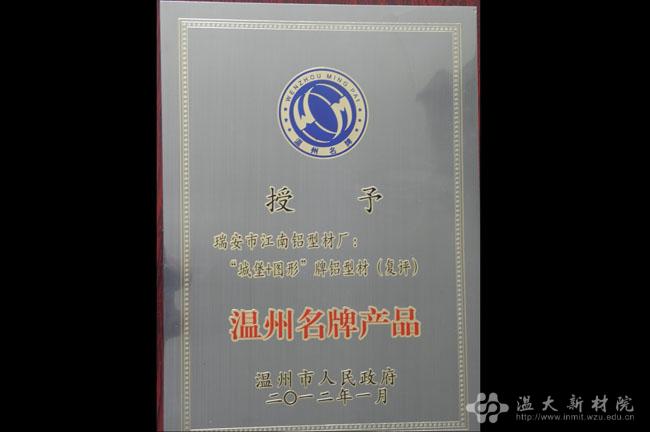 WENZHOU MING PAI
温州名牌
授 予
瑞安市江南铝型材厂：
“城堡+图形”牌铝型材（复评）
温州名牌产品
温州市人民政府
二〇一二年一月
温大新材院
http://www.inmit.wzu.edu.cn